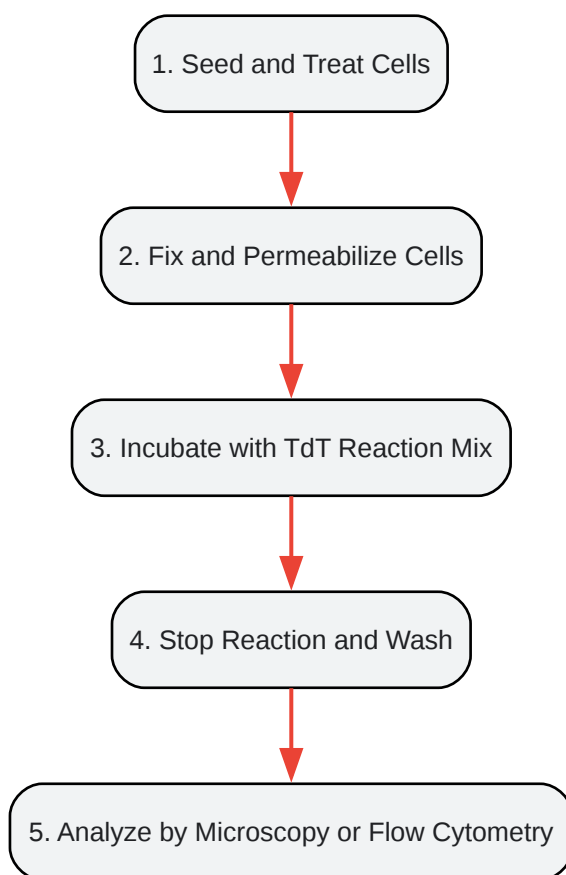 1. Seed and Treat Cells
2. Fix and Permeabilize Cells
3. Incubate with TdT Reaction Mix
4. Stop Reaction and Wash
5. Analyze by Microscopy or Flow Cytometry